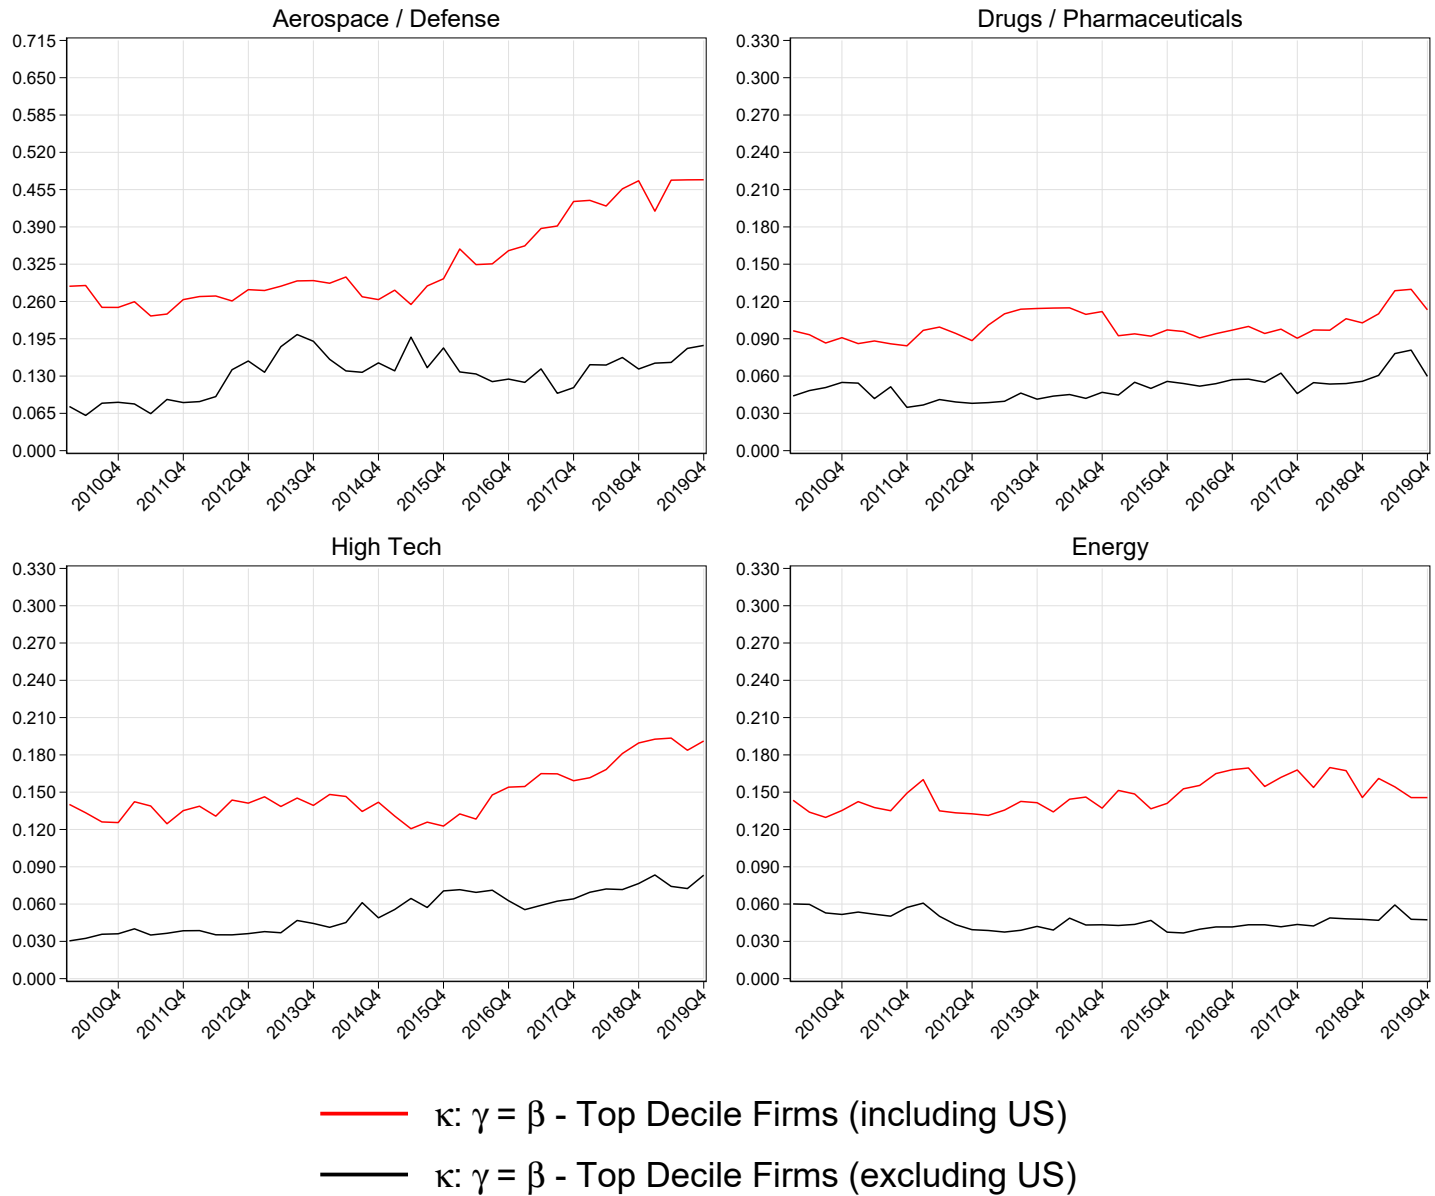 Aerospace / Defense
0.715
0.650
0.585
0.520
0.455
0.390
0.325
0.260
0.195
0.130
0.065
0.000
2010Q4
2011Q4
2012Q4
2013Q4
2014Q4
2015Q4
2016Q4
2017Q4
2018Q4
2019Q4
Drugs / Pharmaceuticals
0.330
0.300
0.270
0.240
0.210
0.180
0.150
0.120
0.090
0.060
0.030
0.000
2010Q4
2011Q4
2012Q4
2013Q4
2014Q4
2015Q4
2016Q4
2017Q4
2018Q4
2019Q4
High Tech
0.330
0.300
0.270
0.240
0.210
0.180
0.150
0.120
0.090
0.060
0.030
0.000
2010Q4
2011Q4
2012Q4
2013Q4
2014Q4
2015Q4
2016Q4
2017Q4
2018Q4
2019Q4
Energy
0.330
0.300
0.270
0.240
0.210
0.180
0.150
0.120
0.090
0.060
0.030
0.000
2010Q4
2011Q4
2012Q4
2013Q4
2014Q4
2015Q4
2016Q4
2017Q4
2018Q4
2019Q4
κ: γ = β - Top Decile Firms (including US)
κ: γ = β - Top Decile Firms (excluding US)